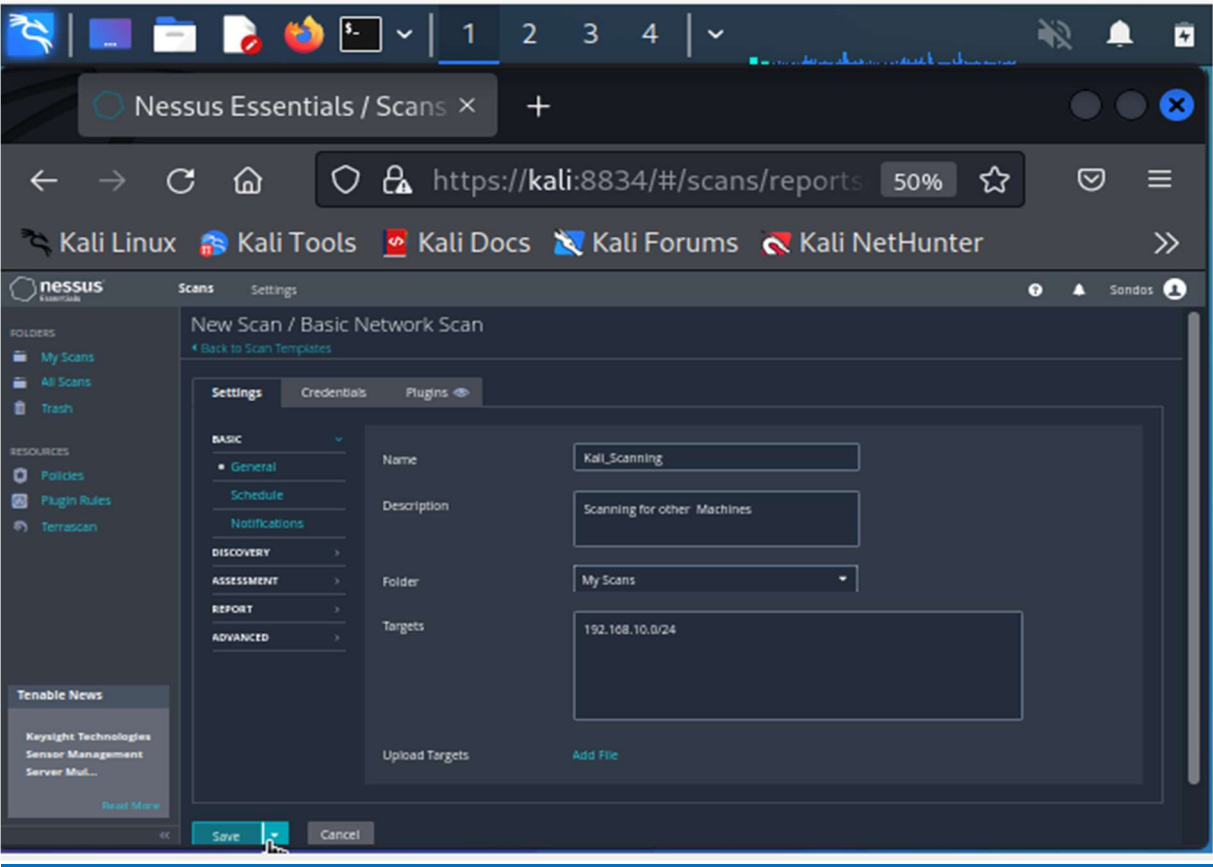 1 2 3 4
Nessus Essentials / Scans
https://kali:8834/#/scans/reports 50%
Kali Linux Kali Tools Kali Docs Kali Forums Kali NetHunter
nessus Essentials Scans Settings Sondos
FOLDERS
My Scans
All Scans
Trash
RESOURCES
Policies
Plugin Rules
Terrascan
Tenable News
Keysight Technologies
Sensor Management
Server Mul...
Read More
New Scan / Basic Network Scan
Back to Scan Templates
Settings Credentials Plugins
BASIC
General
Schedule
Notifications
DISCOVERY
ASSESSMENT
REPORT
ADVANCED
Name Kali_Scanning
Description Scanning for other Machines
Folder My Scans
Targets 192.168.10.0/24
Upload Targets Add File
Save Cancel